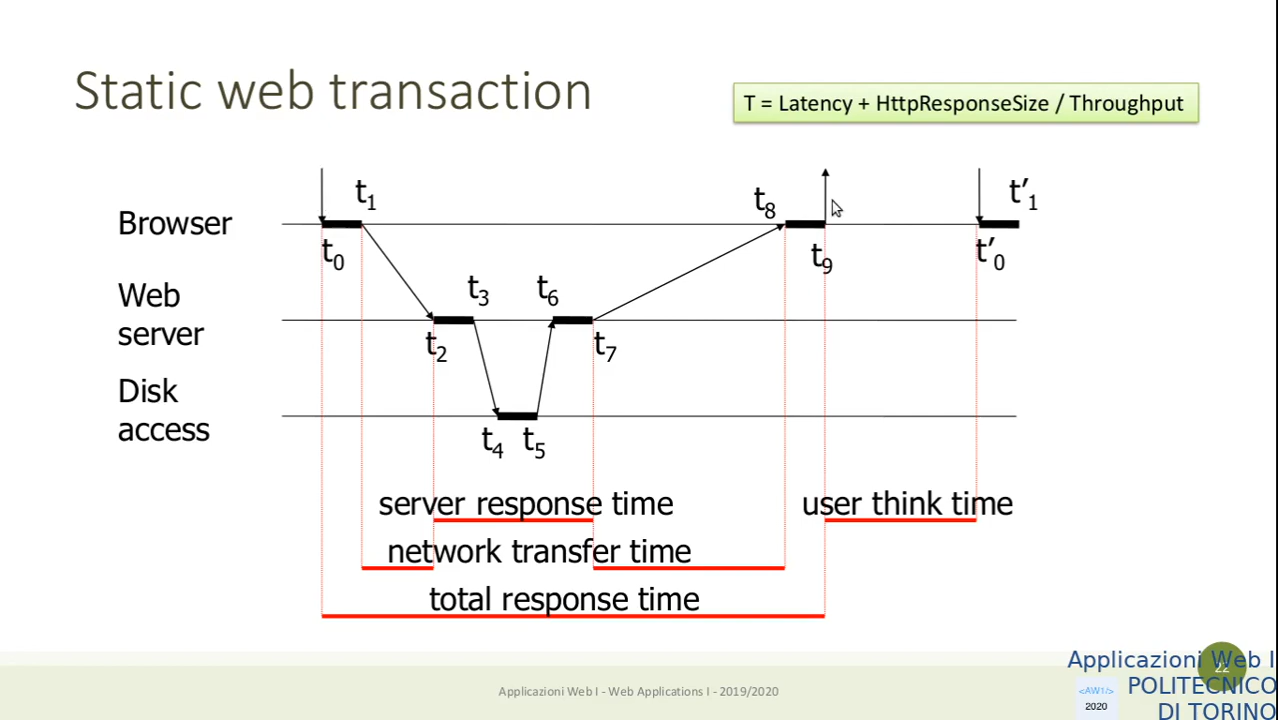 Static web transaction
T = Latency + HttpResponseSize / Throughput
t1
t8
t’1
Browser
t0
t9
t’0
Web
server
t3
t6
t2
t7
Disk
access
t4
t5
server response time
user think time
network transfer time
total response time
Applicazioni Web I - Web Applications I - 2019/2020
22
Applicazioni Web I
POLITECNICO
DI TORINO
<AW1/>
2020